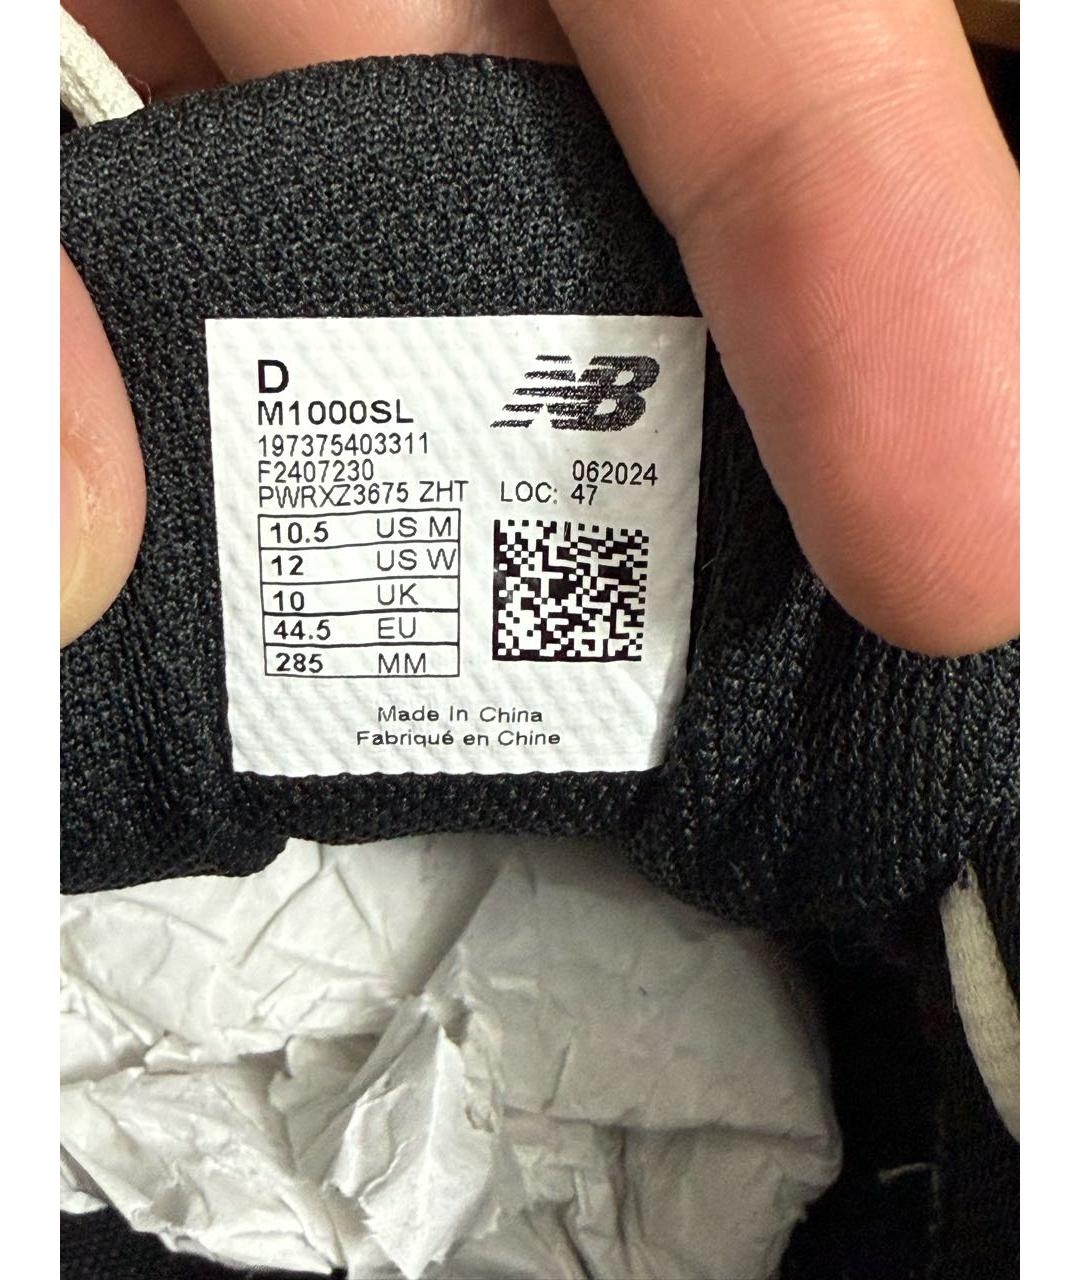 D
NB
M1000SL
197375403311
F2407230 062024
PWRXZ3675 ZHT LOC: 47
10.5 US M
12 US W
10 UK
44.5 EU
285 MM
Made In China
Fabriqué en Chine